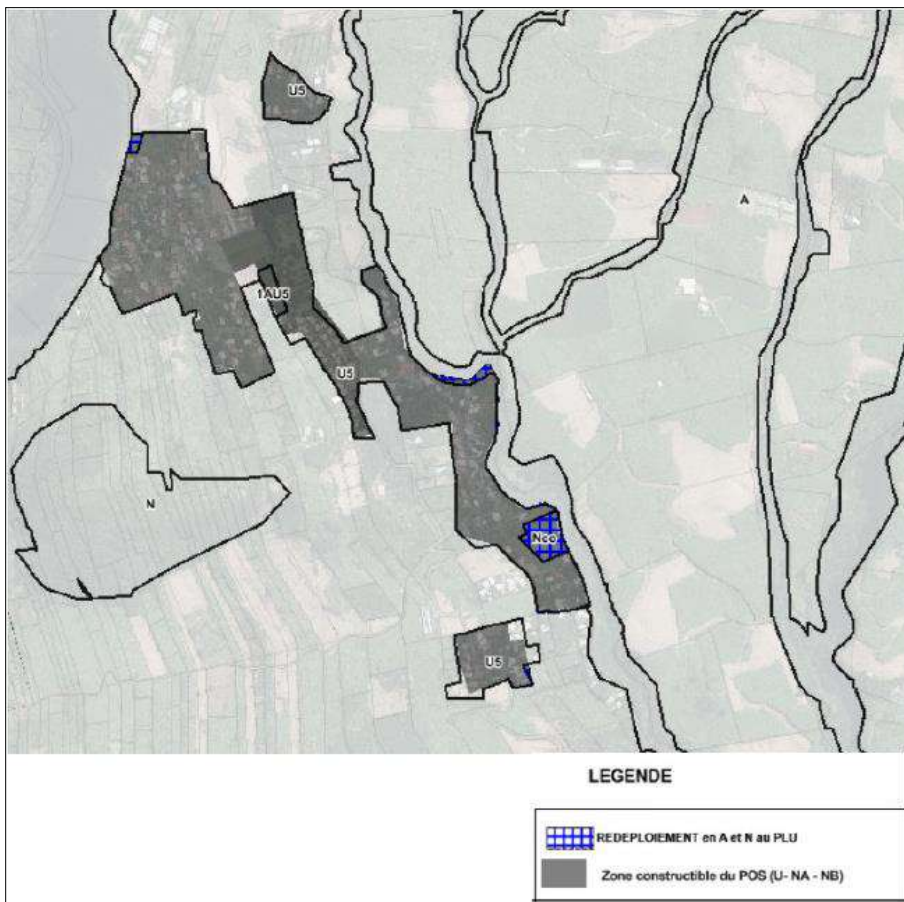 U5
A
1AU5
U5
N
Nco
U5
LEGENDE
REDEPLOIEMENT en A et N au PLU
Zone constructible du POS (U- NA - NB)